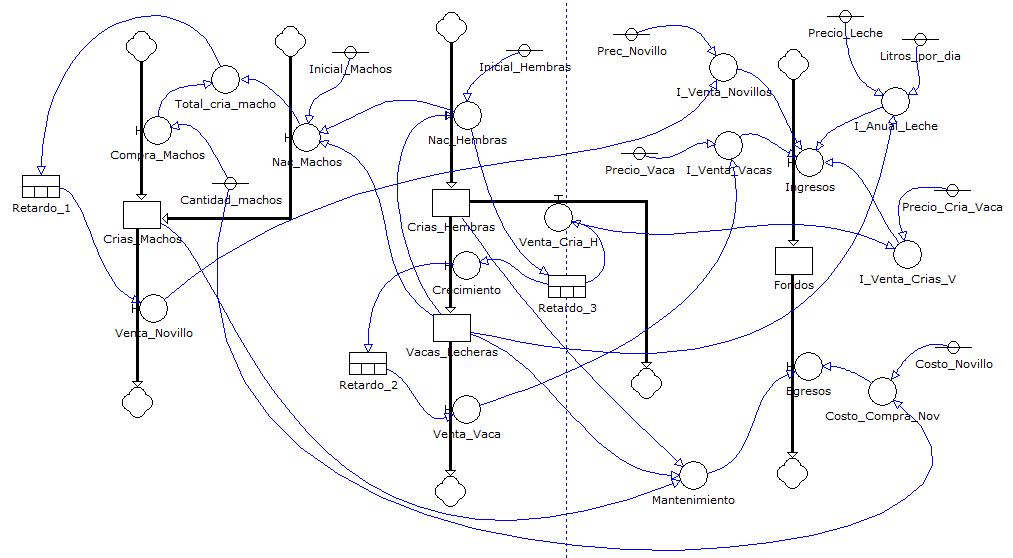 Precio_Leche
Prec_Novillo
Litros_por_dia
Inicial_Machos
Inicial_Hembras
I_Venta_Novillos
Total_cria_macho
I_Anual_Leche
Nac_Hembras
Compra_Machos
Nac_Machos
Precio_Vaca
I_Venta_Vacas
Ingresos
Cantidad_machos
Retardo_1
Precio_Cria_Vaca
Crias_Hembras
Crias_Machos
Venta_Cria_H
I_Venta_Crias_V
Fondos
Crecimiento
Retardo_3
Venta_Novillo
Vacas_Lecheras
Costo_Novillo
Retardo_2
Egresos
Costo_Compra_Nov
Venta_Vaca
Mantenimiento